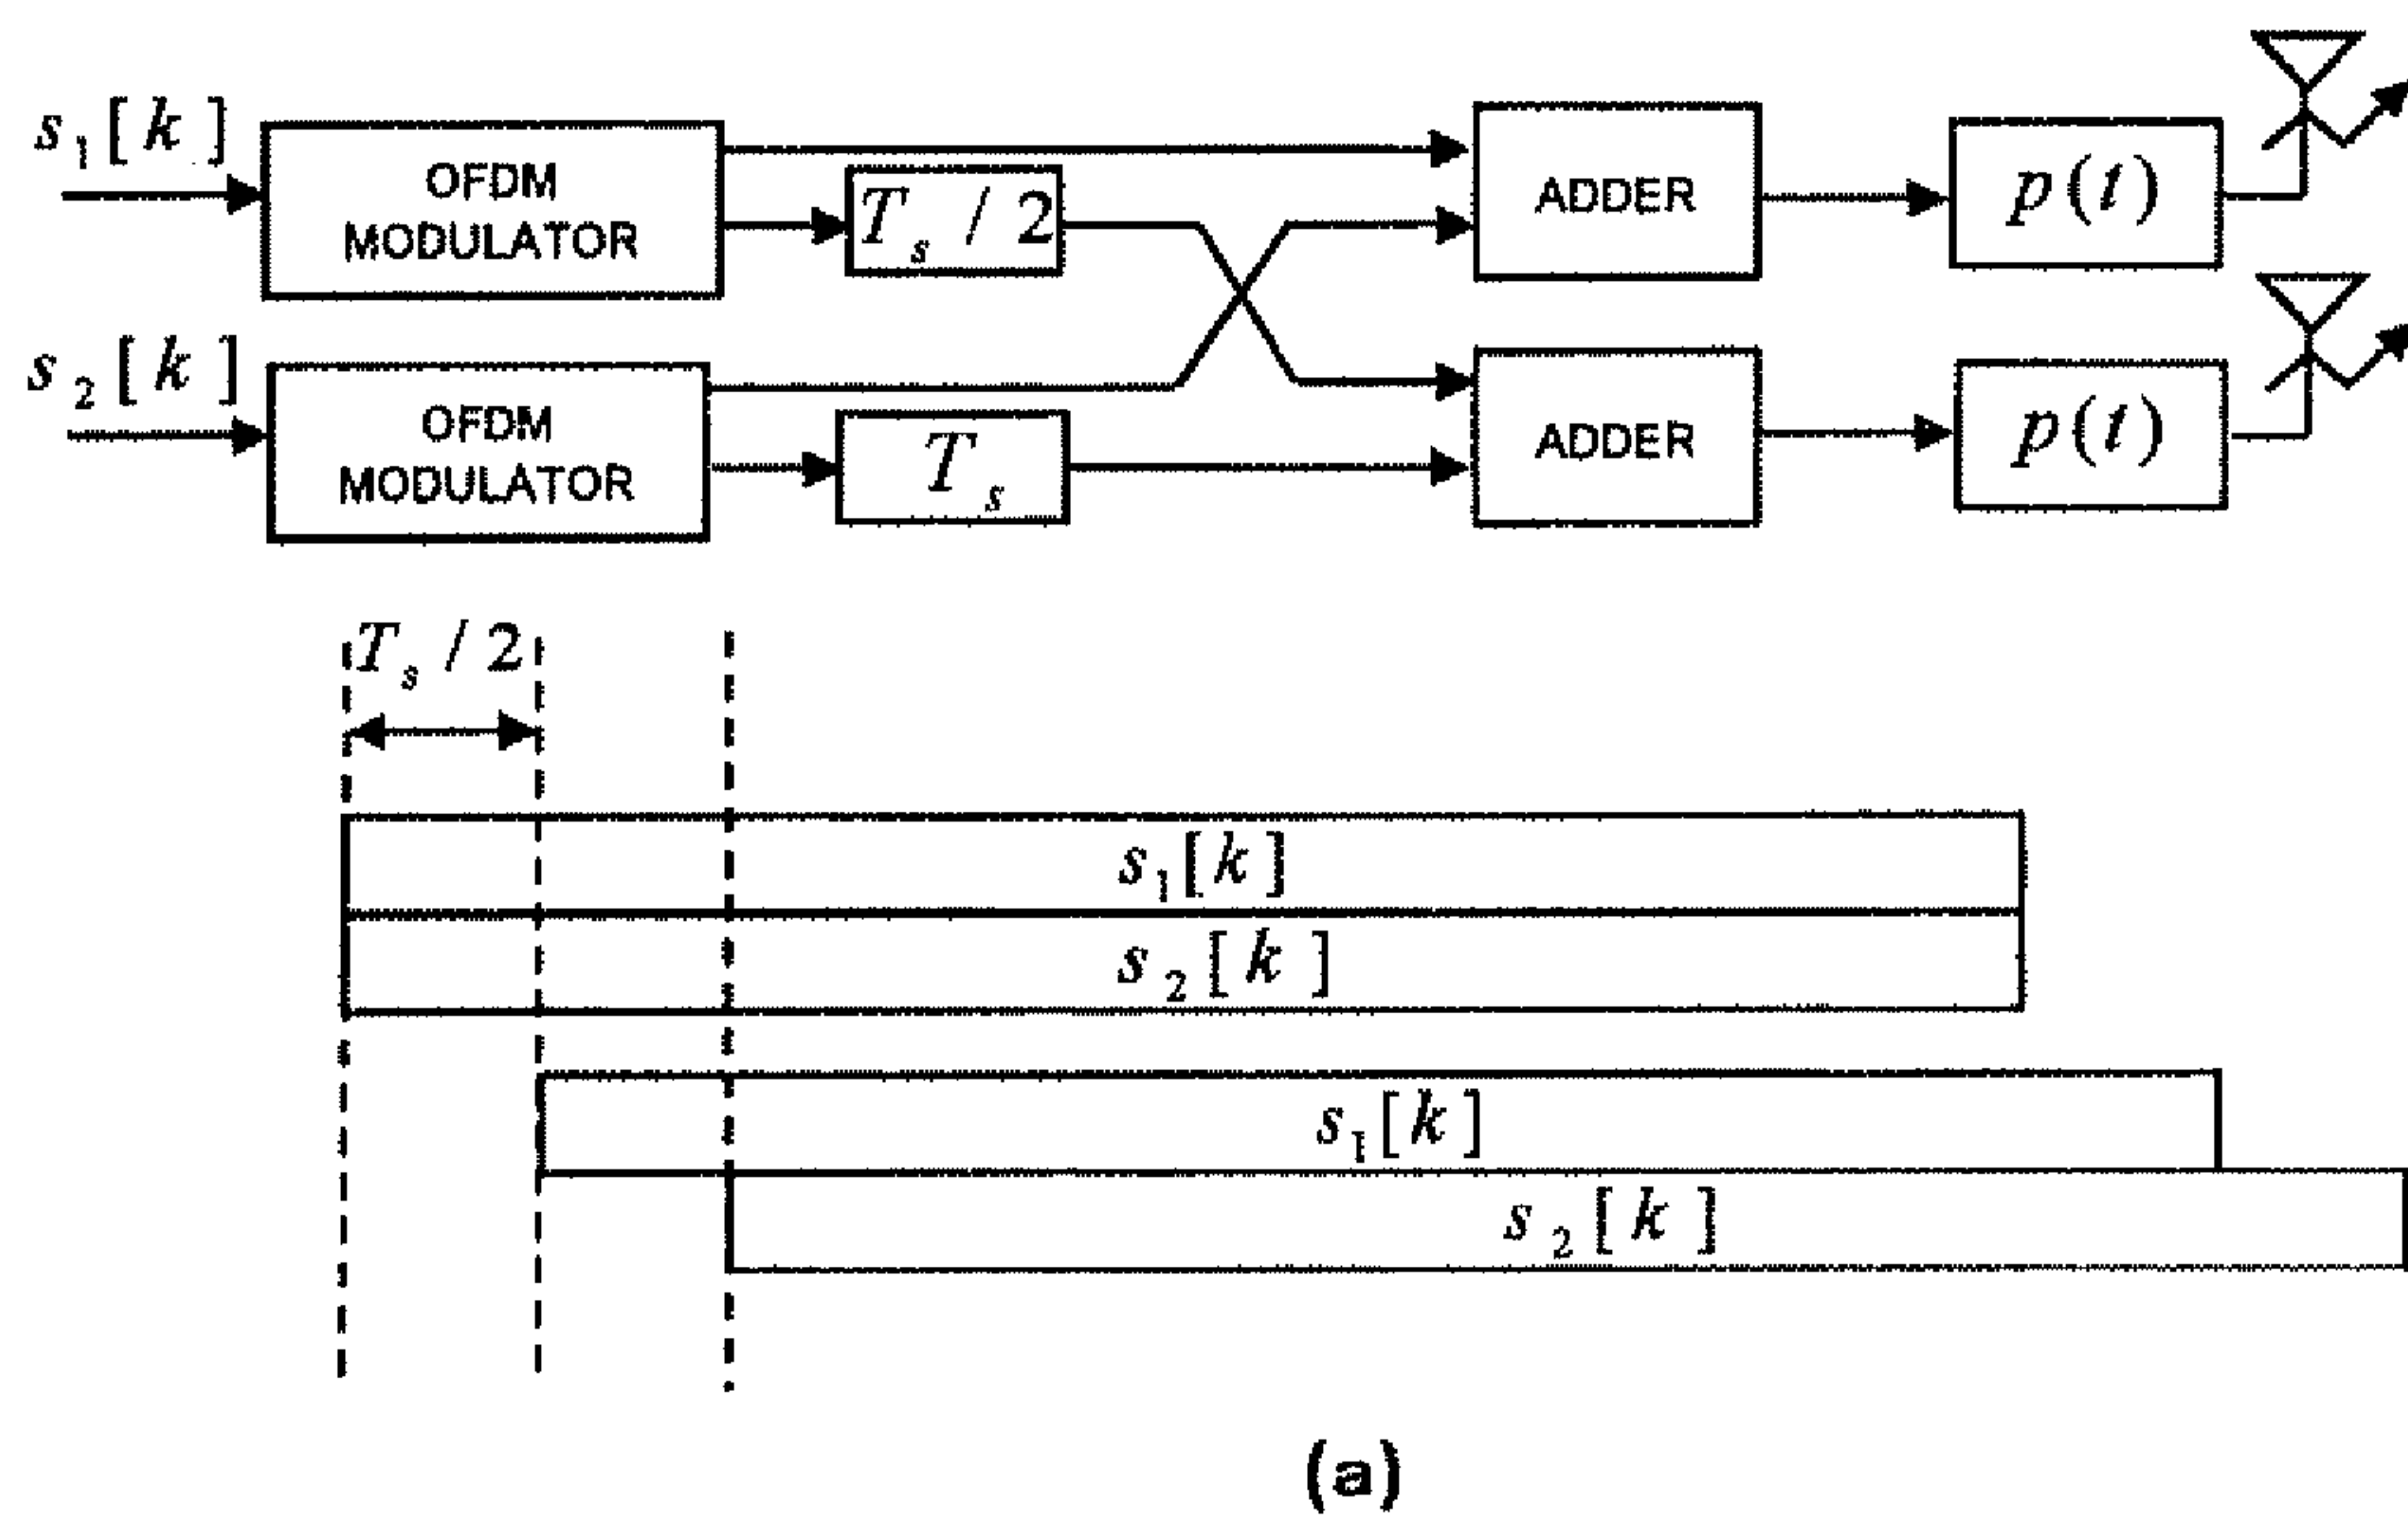 s₁[k]
OFDM
MODULATOR
Tₛ / 2
ADDER
p(t)
s₂[k]
OFDM
MODULATOR
Tₛ
ADDER
p(t)
Tₛ / 2
s₁[k]
s₂[k]
s₁[k]
s₂[k]
(a)